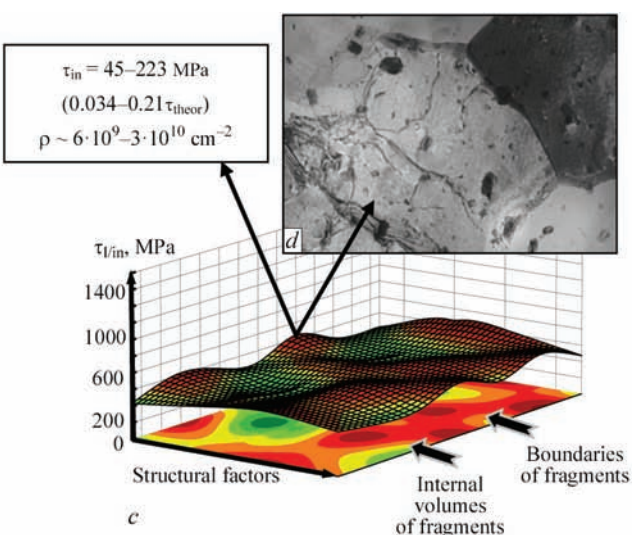 τin = 45–223 MPa
(0.034–0.21τtheor)
ρ ~ 6·10⁹–3·10¹⁰ cm⁻²
d
τl/in, MPa
1400
1000
600
200
0
Structural factors
Internal
volumes
of fragments
Boundaries
of fragments
c